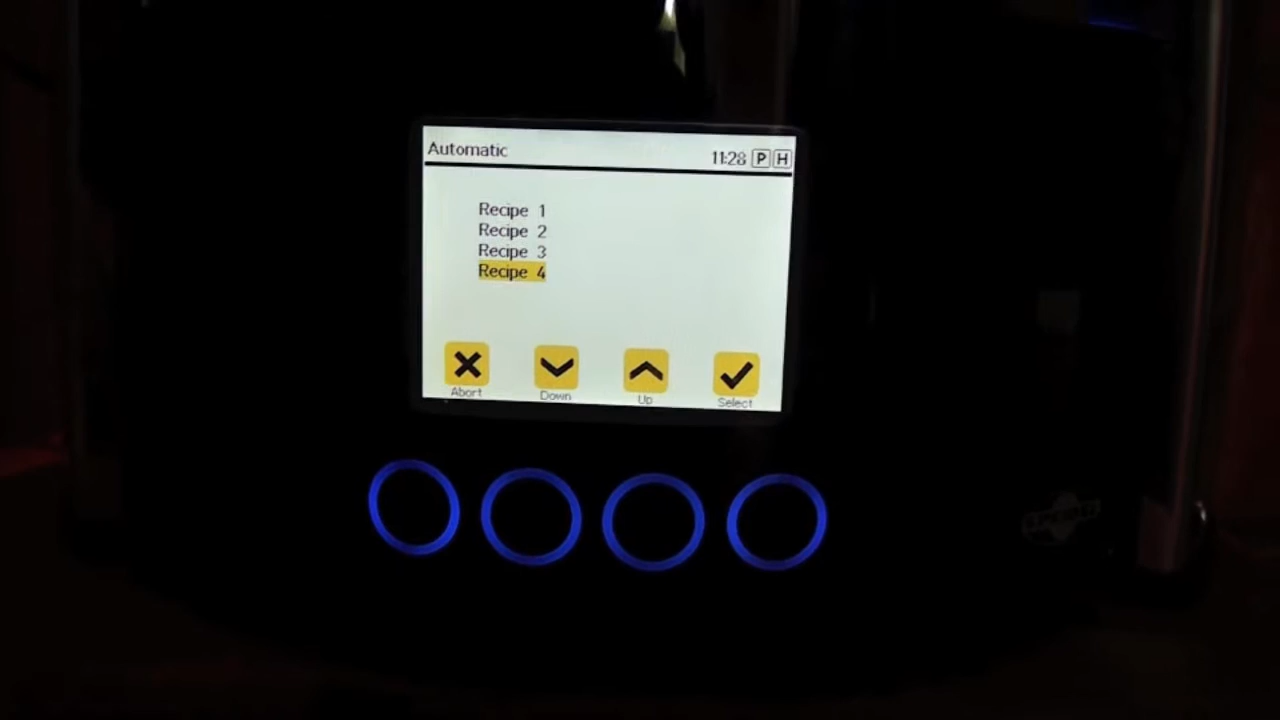 Automatic 11:28 P H
Recipe 1
Recipe 2
Recipe 3
Recipe 4
Abort Down Up Select